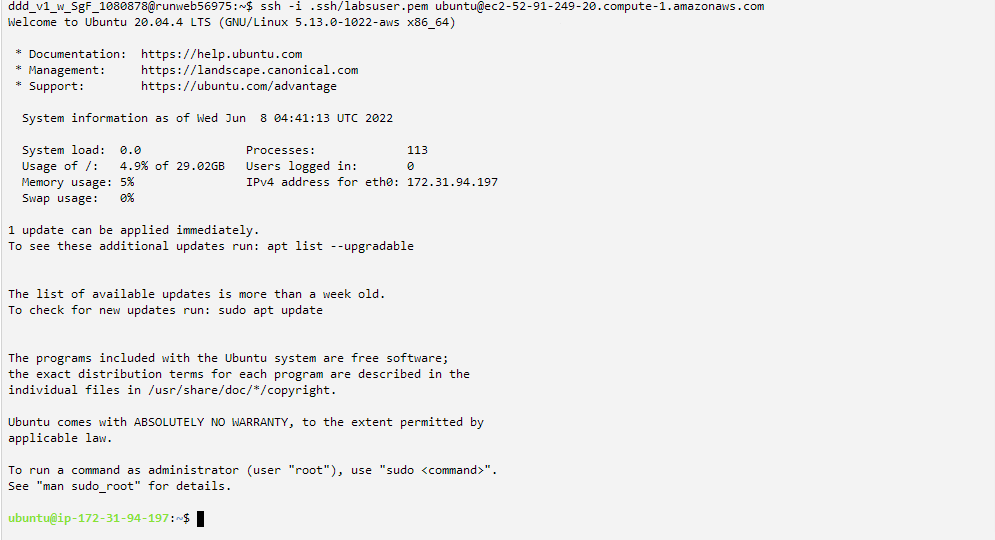 ddd_v1_w_SgF_1080878@runweb56975:~$ ssh -i .ssh/labsuser.pem ubuntu@ec2-52-91-249-20.compute-1.amazonaws.com
Welcome to Ubuntu 20.04.4 LTS (GNU/Linux 5.13.0-1022-aws x86_64)

 * Documentation:  https://help.ubuntu.com
 * Management:     https://landscape.canonical.com
 * Support:        https://ubuntu.com/advantage

  System information as of Wed Jun  8 04:41:13 UTC 2022

  System load:  0.0               Processes:             113
  Usage of /:   4.9% of 29.02GB   Users logged in:       0
  Memory usage: 5%                IPv4 address for eth0: 172.31.94.197
  Swap usage:   0%

1 update can be applied immediately.
To see these additional updates run: apt list --upgradable

The list of available updates is more than a week old.
To check for new updates run: sudo apt update

The programs included with the Ubuntu system are free software;
the exact distribution terms for each program are described in the
individual files in /usr/share/doc/*/copyright.

Ubuntu comes with ABSOLUTELY NO WARRANTY, to the extent permitted by
applicable law.

To run a command as administrator (user "root"), use "sudo <command>".
See "man sudo_root" for details.

ubuntu@ip-172-31-94-197:~$